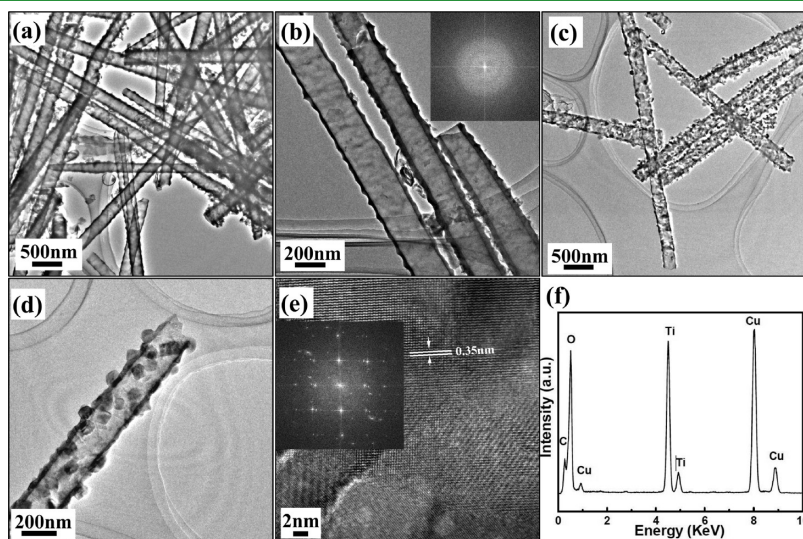 (a)
500nm
(b)
200nm
(c)
500nm
(d)
200nm
(e)
0.35nm
2nm
(f)
Intensity (a.u.)
C
O
Cu
Ti
Ti
Cu
Cu
0 2 4 6 8 10
Energy (KeV)